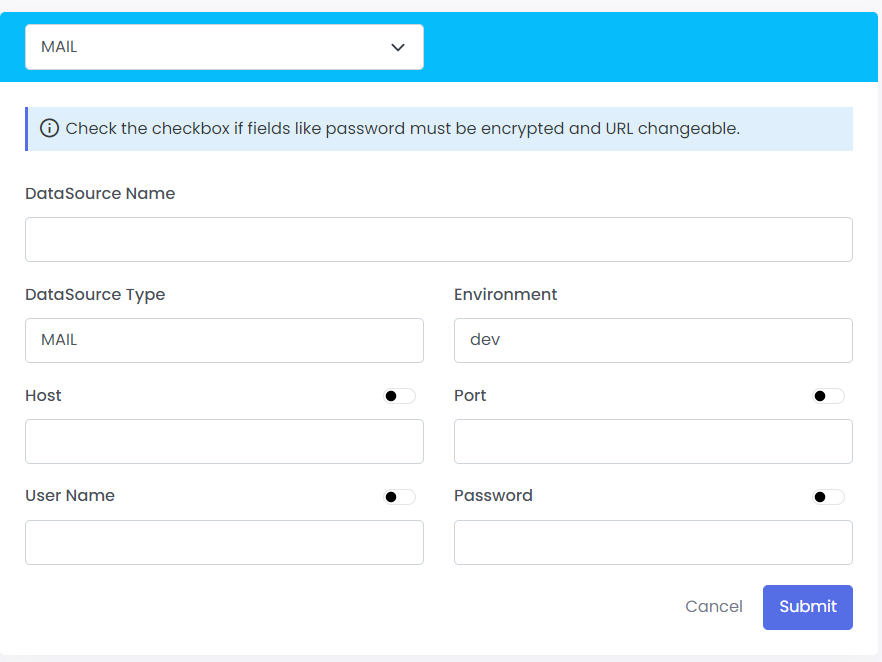 MAIL
Check the checkbox if fields like password must be encrypted and URL changeable.
DataSource Name
DataSource Type
Environment
MAIL
dev
Host
Port
User Name
Password
Cancel
Submit